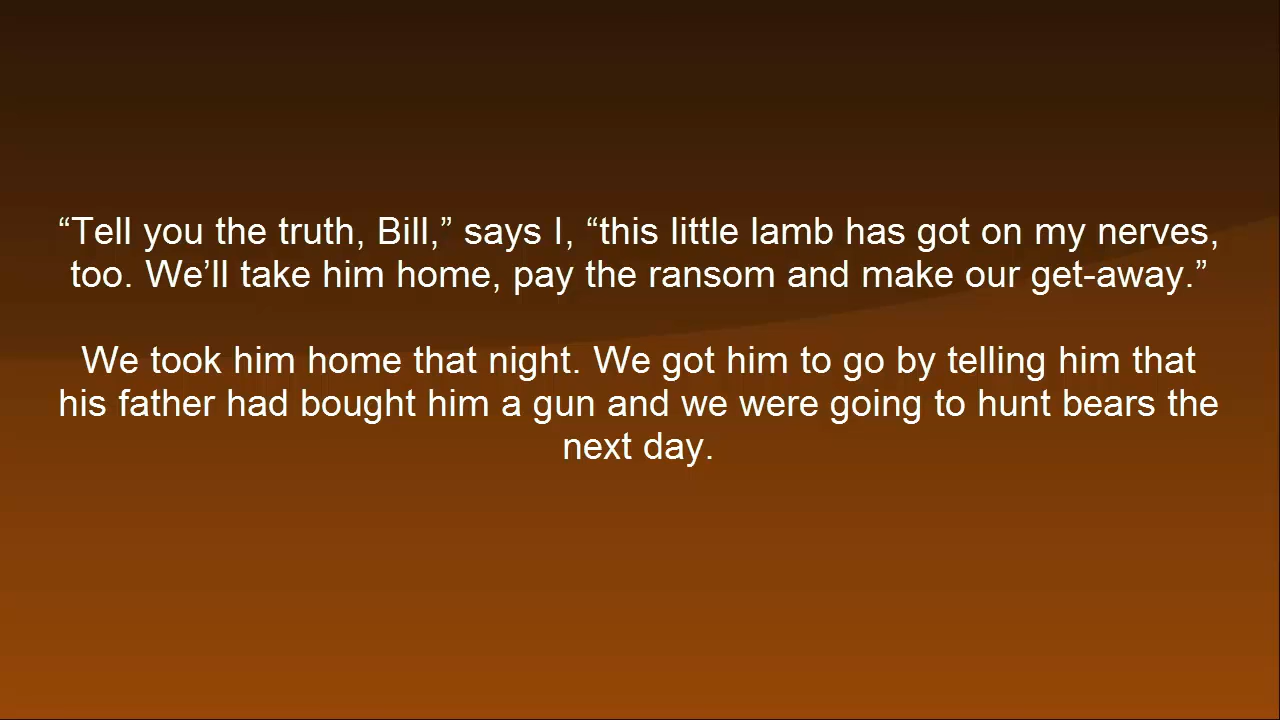 “Tell you the truth, Bill,” says I, “this little lamb has got on my nerves,
too. We’ll take him home, pay the ransom and make our get-away.”
We took him home that night. We got him to go by telling him that
his father had bought him a gun and we were going to hunt bears the
next day.